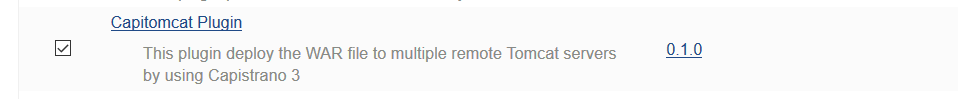 Capitomcat Plugin
This plugin deploy the WAR file to multiple remote Tomcat servers 0.1.0
by using Capistrano 3